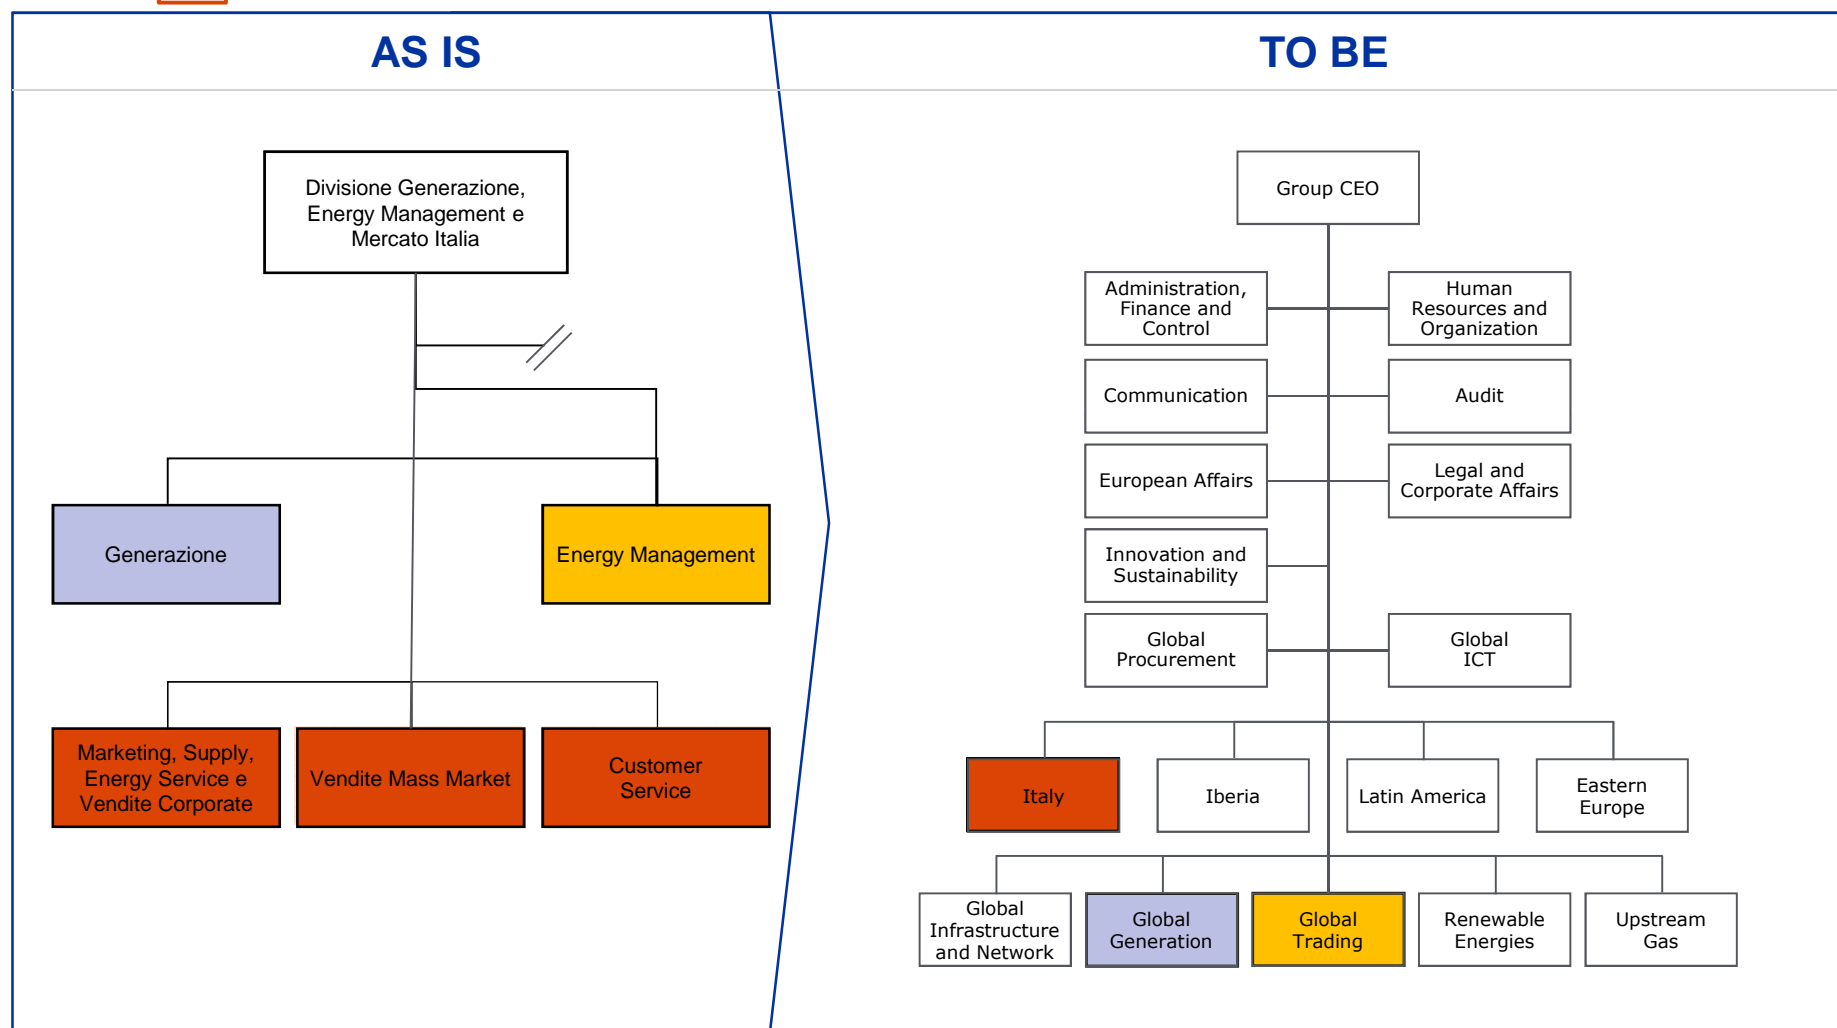 AS IS
TO BE
Divisione Generazione,
Energy Management e
Mercato Italia
Generazione
Energy Management
Marketing, Supply,
Energy Service e
Vendite Corporate
Vendite Mass Market
Customer
Service
Group CEO
Administration,
Finance and
Control
Human
Resources and
Organization
Communication
Audit
European Affairs
Legal and
Corporate Affairs
Innovation and
Sustainability
Global
Procurement
Global
ICT
Italy
Iberia
Latin America
Eastern
Europe
Global
Infrastructure
and Network
Global
Generation
Global
Trading
Renewable
Energies
Upstream
Gas